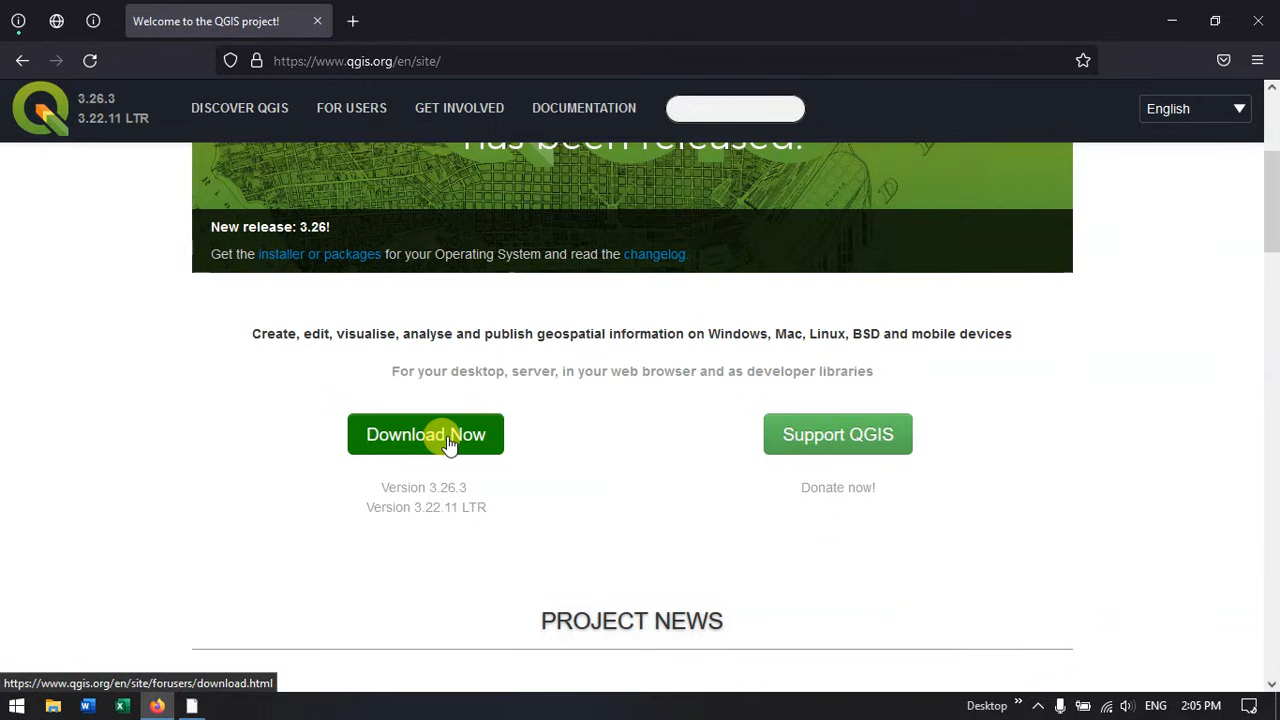 Welcome to the QGIS project!
https://www.qgis.org/en/site/
3.26.3
3.22.11 LTR
DISCOVER QGIS
FOR USERS
GET INVOLVED
DOCUMENTATION
English
has been released!
New release: 3.26!
Get the installer or packages for your Operating System and read the changelog.
Create, edit, visualise, analyse and publish geospatial information on Windows, Mac, Linux, BSD and mobile devices
For your desktop, server, in your web browser and as developer libraries
Download Now
Support QGIS
Version 3.26.3
Version 3.22.11 LTR
Donate now!
PROJECT NEWS
https://www.qgis.org/en/site/forusers/download.html
Desktop
ENG
2:05 PM